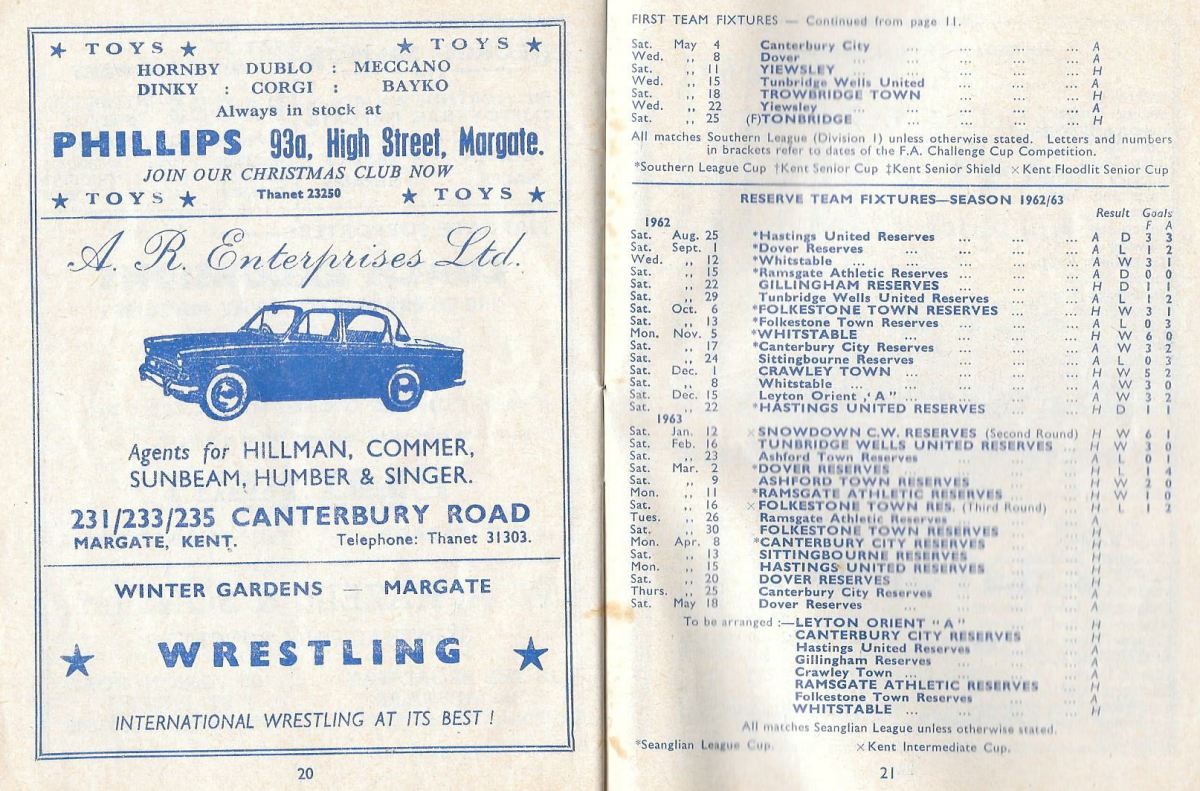 ★ TOYS ★ ★ TOYS ★
HORNBY DUBLO : MECCANO
DINKY : CORGI : BAYKO
Always in stock at
PHILLIPS 93a, High Street, Margate.
JOIN OUR CHRISTMAS CLUB NOW
★ TOYS ★ Thanet 23250 ★ TOYS ★
A. R. Enterprises Ltd.
Agents for HILLMAN, COMMER,
SUNBEAM, HUMBER & SINGER.
231/233/235 CANTERBURY ROAD
MARGATE, KENT. Telephone: Thanet 31303.
WINTER GARDENS — MARGATE
★ WRESTLING ★
INTERNATIONAL WRESTLING AT ITS BEST !
20
FIRST TEAM FIXTURES — Continued from page 11.
Sat. May 4 Canterbury City ... ... ... ... A
Wed. ,, 8 Dover ... ... ... ... A
Sat. ,, 11 YIEWSLEY ... ... ... ... H
Wed. ,, 15 Tunbridge Wells United ... ... ... A
Sat. ,, 18 TROWBRIDGE TOWN ... ... ... H
Wed. ,, 22 Yiewsley ... ... ... ... A
Sat. ,, 25 (F)TONBRIDGE ... ... ... ... H
All matches Southern League (Division 1) unless otherwise stated. Letters and numbers
in brackets refer to dates of the F.A. Challenge Cup Competition.
*Southern League Cup †Kent Senior Cup ‡Kent Senior Shield ×Kent Floodlit Senior Cup
RESERVE TEAM FIXTURES—SEASON 1962/63
Result Goals
1962 F A
Sat. Aug. 25 *Hastings United Reserves ... ... ... A D 3 3
Sat. Sept. 1 *Dover Reserves ... ... ... A L 1 2
Wed. ,, 12 *Whitstable ... ... ... ... A W 3 1
Sat. ,, 15 *Ramsgate Athletic Reserves ... ... ... A D 0 0
Sat. ,, 22 GILLINGHAM RESERVES ... ... ... H D 1 1
Sat. ,, 29 Tunbridge Wells United Reserves ... ... A L 1 2
Sat. Oct. 6 *FOLKESTONE TOWN RESERVES ... ... H W 3 1
Sat. ,, 13 *Folkestone Town Reserves ... ... ... A L 0 3
Mon. Nov. 5 *WHITSTABLE ... ... ... ... H W 6 0
Sat. ,, 17 *Canterbury City Reserves ... ... ... A W 3 2
Sat. ,, 24 Sittingbourne Reserves ... ... ... A L 0 3
Sat. Dec. 1 CRAWLEY TOWN ... ... ... ... H W 5 2
Sat. ,, 8 Whitstable ... ... ... ... A W 3 0
Sat. Dec. 15 Leyton Orient ,'A" ... ... ... A W 3 2
Sat. ,, 22 *HASTINGS UNITED RESERVES ... ... H D 1 1
1963
Sat. Jan. 12 ×SNOWDOWN C.W. RESERVES (Second Round) H W 6 1
Sat. Feb. 16 TUNBRIDGE WELLS UNITED RESERVES ... H W 3 0
Sat. ,, 23 Ashford Town Reserves ... ... ... A L 0 1
Sat. Mar. 2 *DOVER RESERVES ... ... ... H L 1 4
Sat. ,, 9 ASHFORD TOWN RESERVES ... ... H W 2 0
Mon. ,, 11 *RAMSGATE ATHLETIC RESERVES ... ... H W 1 0
Sat. ,, 16 ×FOLKESTONE TOWN RES. (Third Round) ... H L 1 2
Tues. ,, 26 Ramsgate Athletic Reserves ... ... A
Sat. ,, 30 FOLKESTONE TOWN RESERVES ... ... H
Mon. Apr. 8 *CANTERBURY CITY RESERVES ... ... H
Sat. ,, 13 SITTINGBOURNE RESERVES ... ... H
Mon. ,, 15 HASTINGS UNITED RESERVES ... ... H
Sat. ,, 20 DOVER RESERVES ... ... ... H
Thurs. ,, 25 Canterbury City Reserves ... ... A
Sat. May 18 Dover Reserves ... ... ... A
To be arranged :—LEYTON ORIENT "A" ... ... ... H
CANTERBURY CITY RESERVES ... ... H
Hastings United Reserves ... ... A
Gillingham Reserves ... ... ... A
Crawley Town ... ... ... A
RAMSGATE ATHLETIC RESERVES ... H
Folkestone Town Reserves ... ... A
WHITSTABLE ... ... ... H
All matches Seanglian League unless otherwise stated.
*Seanglian League Cup. ×Kent Intermediate Cup.
21